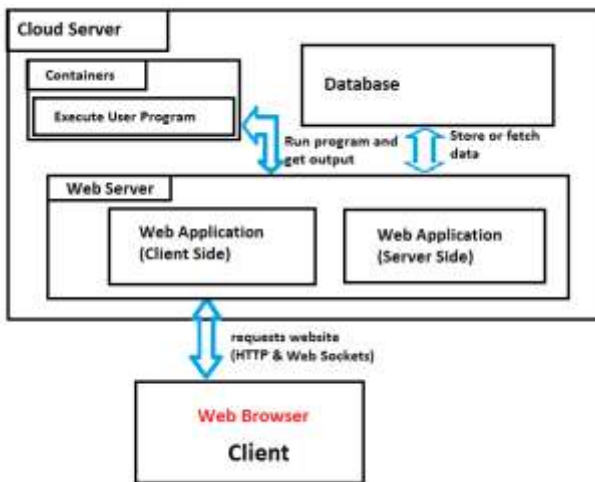 Cloud Server
Containers
Execute User Program
Database
Run program and
get output
Store or fetch
data
Web Server
Web Application
(Client Side)
Web Application
(Server Side)
requests website
(HTTP & Web Sockets)
Web Browser
Client